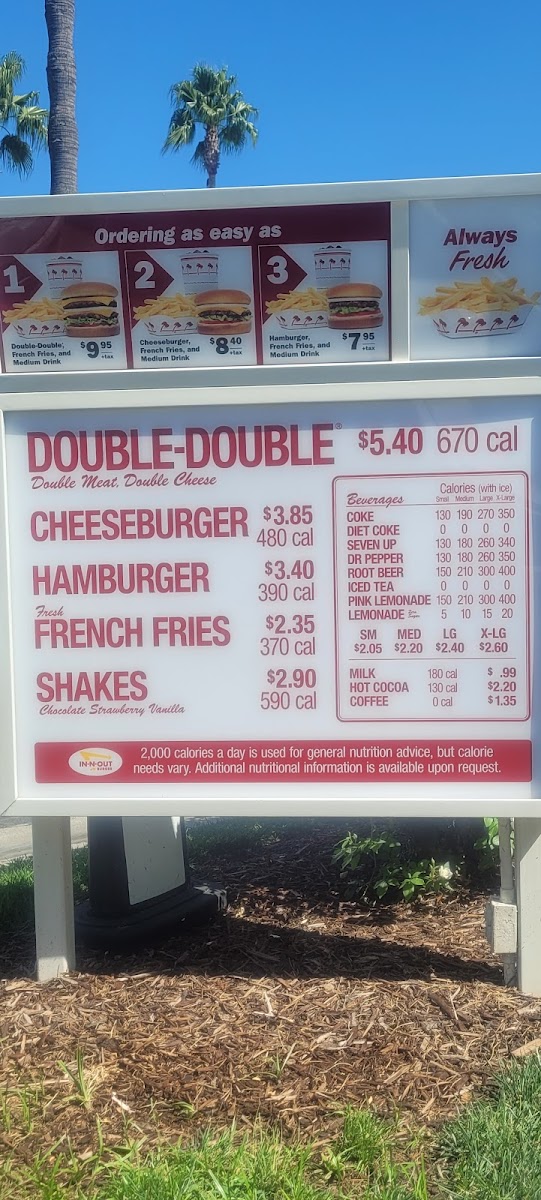 Ordering as easy as
Always
Fresh
1
Double-Double,
French Fries, and
Medium Drink
$9.95
+tax
2
Cheeseburger,
French Fries, and
Medium Drink
$8.40
+tax
3
Hamburger,
French Fries, and
Medium Drink
$7.95
+tax
DOUBLE-DOUBLE® $5.40 670 cal
Double Meat, Double Cheese
CHEESEBURGER $3.85
480 cal
HAMBURGER $3.40
390 cal
Fresh
FRENCH FRIES $2.35
370 cal
SHAKES $2.90
Chocolate Strawberry Vanilla 590 cal
Calories (with ice)
Beverages Small Medium Large X-Large
COKE 130 190 270 350
DIET COKE 0 0 0 0
SEVEN UP 130 180 260 340
DR PEPPER 130 180 260 350
ROOT BEER 150 210 300 400
ICED TEA 0 0 0 0
PINK LEMONADE 150 210 300 400
LEMONADE 5 10 15 20
SM MED LG X-LG
$2.05 $2.20 $2.40 $2.60
MILK 180 cal $ .99
HOT COCOA 130 cal $2.20
COFFEE 0 cal $1.35
IN-N-OUT
BURGER
2,000 calories a day is used for general nutrition advice, but calorie
needs vary. Additional nutritional information is available upon request.